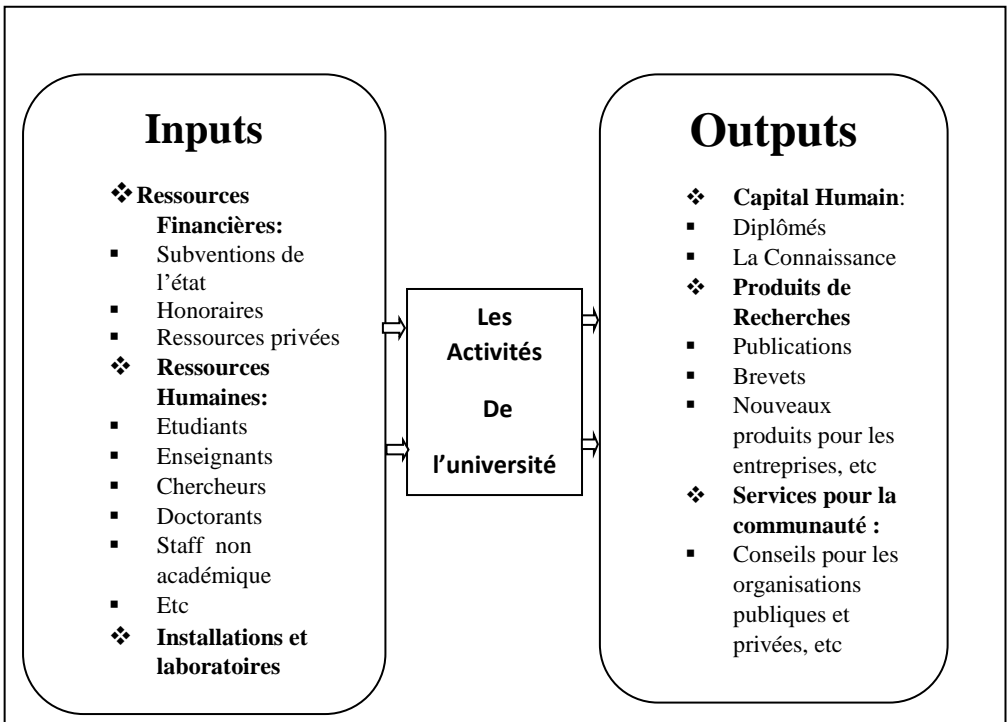 Inputs
❖Ressources
Financières:
▪ Subventions de
l’état
▪ Honoraires
▪ Ressources privées
❖ Ressources
Humaines:
▪ Etudiants
▪ Enseignants
▪ Chercheurs
▪ Doctorants
▪ Staff non
académique
▪ Etc
❖ Installations et
laboratoires
Les
Activités
De
l’université
Outputs
❖ Capital Humain:
▪ Diplômés
▪ La Connaissance
❖ Produits de
Recherches
▪ Publications
▪ Brevets
▪ Nouveaux
produits pour les
entreprises, etc
❖ Services pour la
communauté :
▪ Conseils pour les
organisations
publiques et
privées, etc